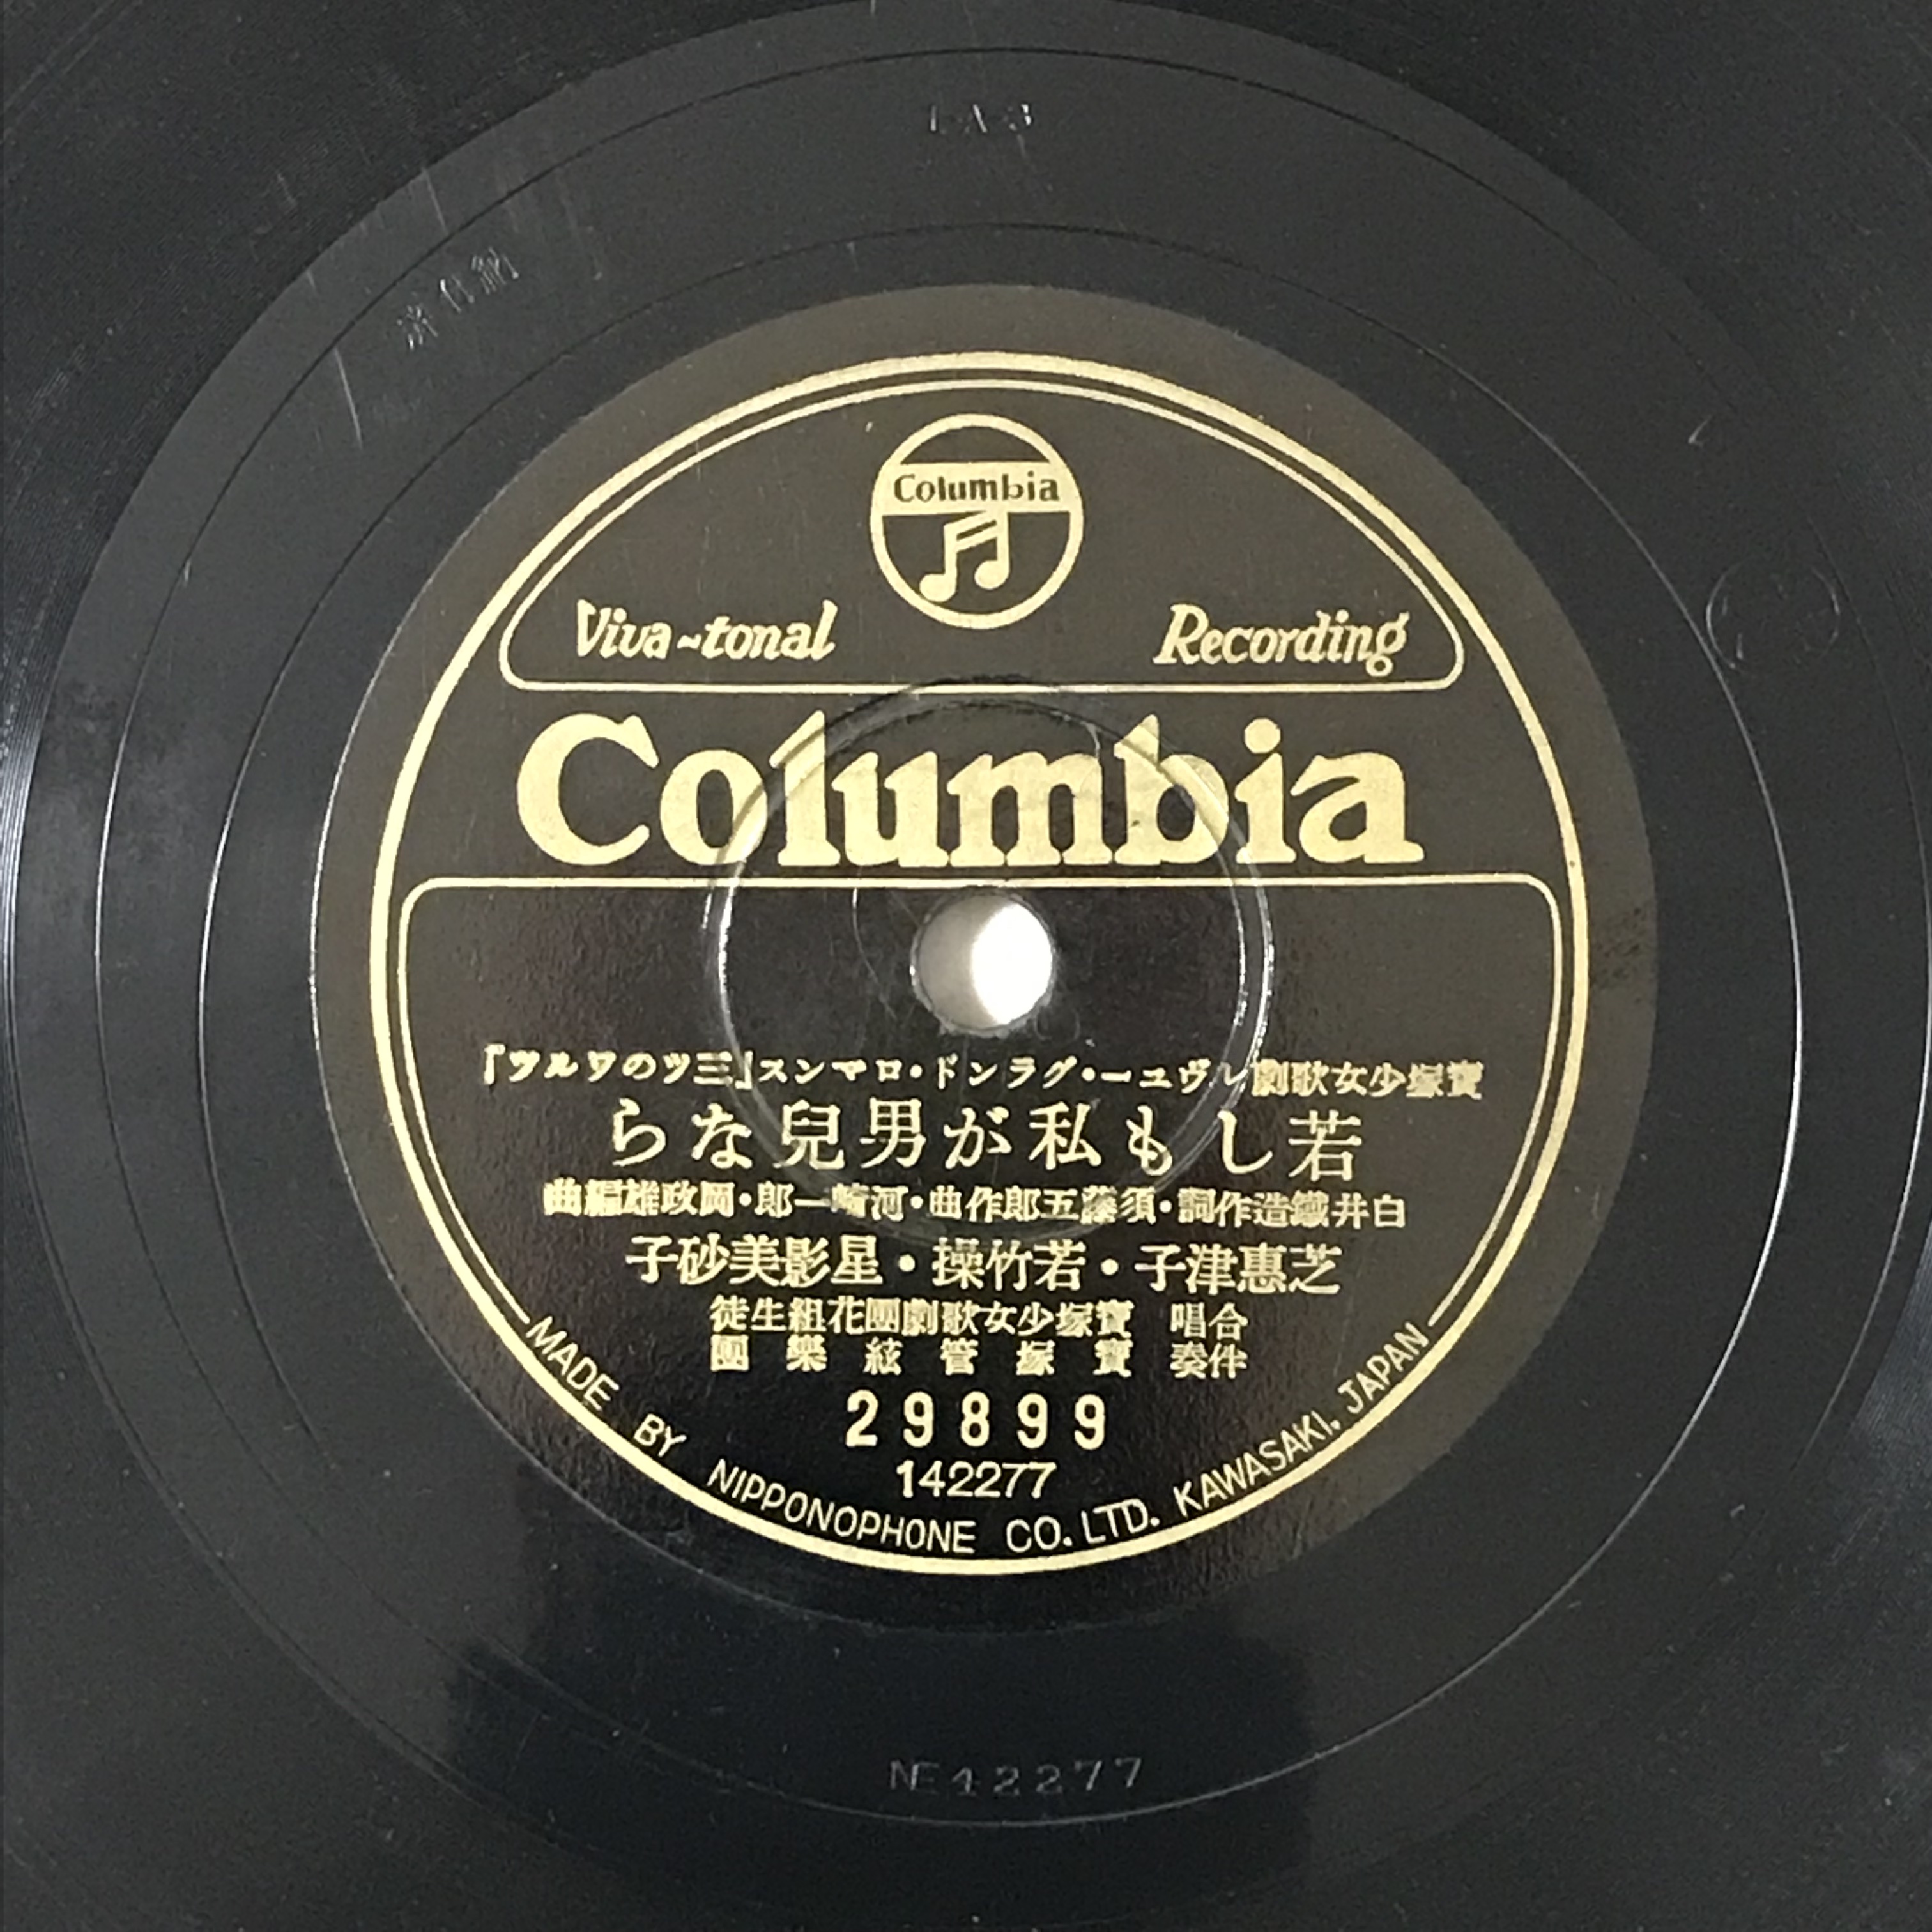 Columbia
Viva-tonal Recording
Columbia
寶塚少女歌劇レヴユー・グランド・ロマンス「三ツのワルツ」
若しも私が男兒なら
白井鐵造作詞・須藤五郎作曲・河崎一郎・岡政雄編曲
芝惠津子・若竹操・星影美砂子
合唱 寶塚少女歌劇團花組生徒
伴奏 寶塚管絃樂團
29899
142277
MADE BY NIPPONOPHONE CO. LTD. KAWASAKI. JAPAN
NE42277